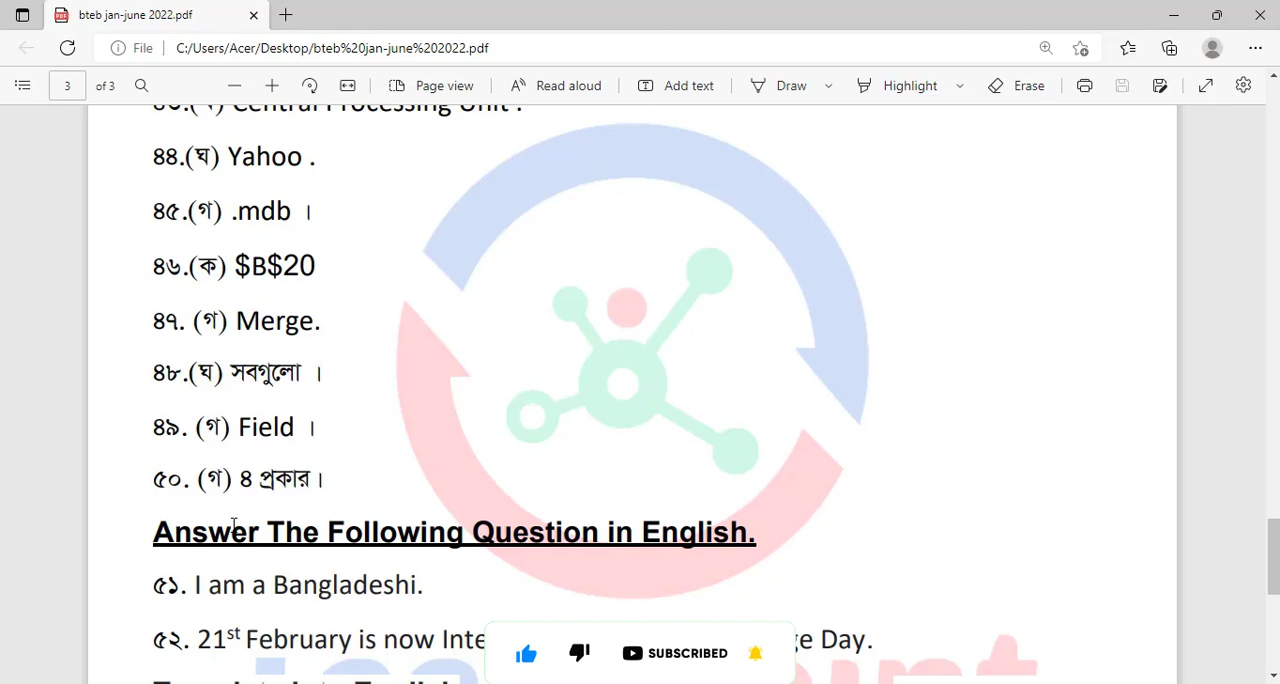 bteb jan-june 2022.pdf
File C:/Users/Acer/Desktop/bteb%20jan-june%202022.pdf
3 of 3 Page view Read aloud Add text Draw Highlight Erase
Central Processing Unit .
৪৪.(ঘ) Yahoo .
৪৫.(গ) .mdb ।
৪৬.(ক) $B$20
৪৭. (গ) Merge.
৪৮.(ঘ) সবগুলো ।
৪৯. (গ) Field ।
৫০. (গ) ৪ প্রকার।
Answer The Following Question in English.
৫১. I am a Bangladeshi.
৫২. 21st February is now Day.
SUBSCRIBED